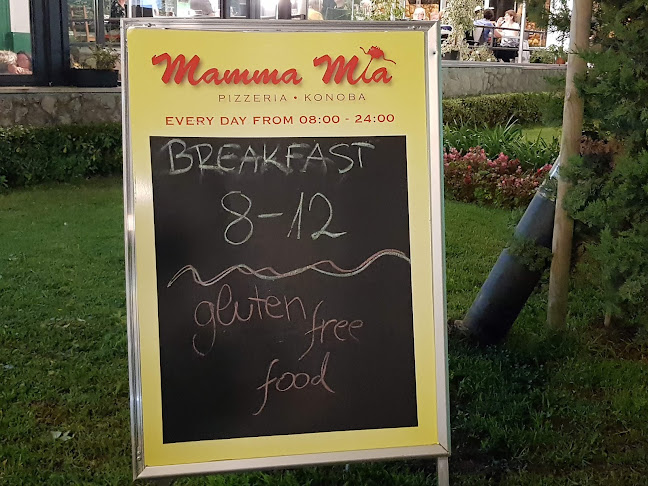 Mamma Mia
PIZZERIA • KONOBA
EVERY DAY FROM 08:00 - 24:00
BREAKFAST
8-12
gluten free
food